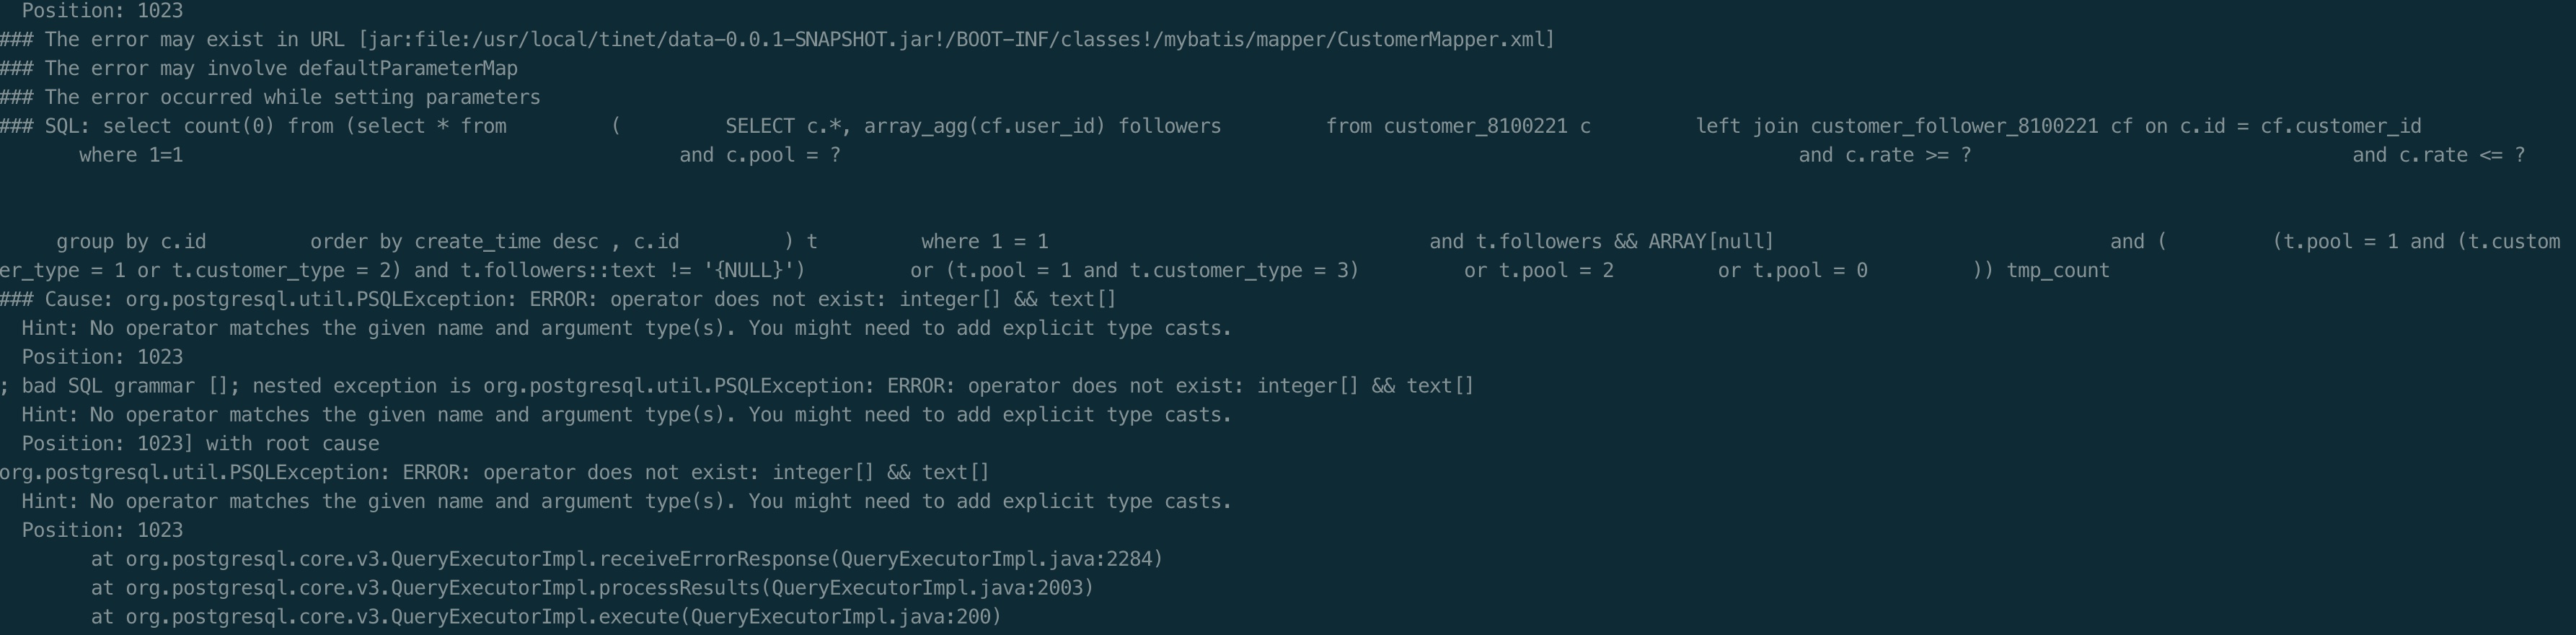 Position: 1023
### The error may exist in URL [jar:file:/usr/local/tinet/data-0.0.1-SNAPSHOT.jar!/BOOT-INF/classes!/mybatis/mapper/CustomerMapper.xml]
### The error may involve defaultParameterMap
### The error occurred while setting parameters
### SQL: select count(0) from (select * from         (         SELECT c.*, array_agg(cf.user_id) followers         from customer_8100221 c         left join customer_follower_8100221 cf on c.id = cf.customer_id
where 1=1                                           and c.pool = ?                                                                                   and c.rate >= ?                                 and c.rate <= ?
group by c.id         order by create_time desc , c.id         ) t         where 1 = 1                                 and t.followers && ARRAY[null]                             and (         (t.pool = 1 and (t.custom
er_type = 1 or t.customer_type = 2) and t.followers::text != '{NULL}')         or (t.pool = 1 and t.customer_type = 3)         or t.pool = 2         or t.pool = 0         )) tmp_count
### Cause: org.postgresql.util.PSQLException: ERROR: operator does not exist: integer[] && text[]
Hint: No operator matches the given name and argument type(s). You might need to add explicit type casts.
Position: 1023
; bad SQL grammar []; nested exception is org.postgresql.util.PSQLException: ERROR: operator does not exist: integer[] && text[]
Hint: No operator matches the given name and argument type(s). You might need to add explicit type casts.
Position: 1023] with root cause
org.postgresql.util.PSQLException: ERROR: operator does not exist: integer[] && text[]
Hint: No operator matches the given name and argument type(s). You might need to add explicit type casts.
Position: 1023
at org.postgresql.core.v3.QueryExecutorImpl.receiveErrorResponse(QueryExecutorImpl.java:2284)
at org.postgresql.core.v3.QueryExecutorImpl.processResults(QueryExecutorImpl.java:2003)
at org.postgresql.core.v3.QueryExecutorImpl.execute(QueryExecutorImpl.java:200)